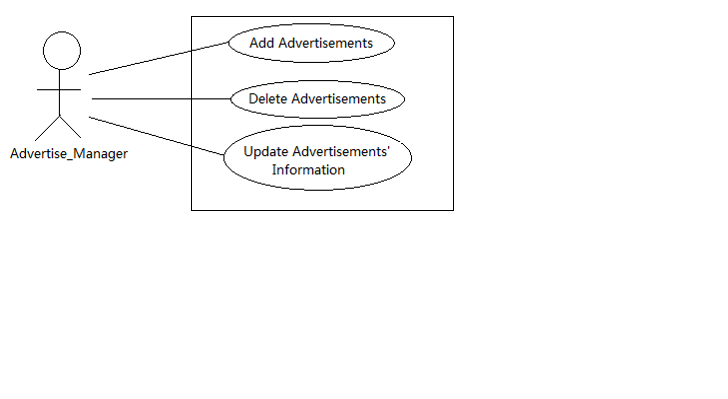 Add Advertisements
Delete Advertisements
Update Advertisements'
Information
Advertise_Manager